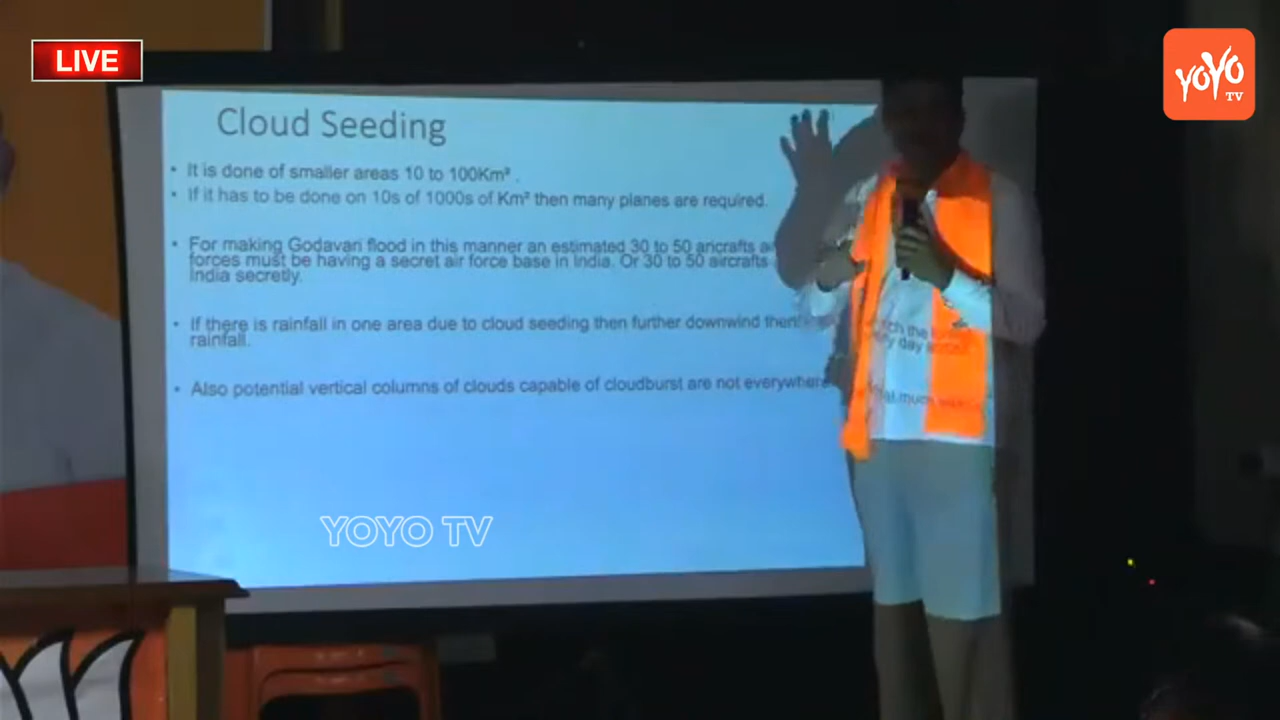 LIVE
YOYO
TV
Cloud Seeding
• It is done of smaller areas 10 to 100Km² .
• If it has to be done on 10s of 1000s of Km² then many planes are required.
• For making Godavari flood in this manner an estimated 30 to 50 aricrafts
forces must be having a secret air force base in India. Or 30 to 50 aircrafts
India secretly.
• If there is rainfall in one area due to cloud seeding then further downwind
rainfall.
• Also potential vertical columns of clouds capable of cloudburst are not everywhere
YOYO TV